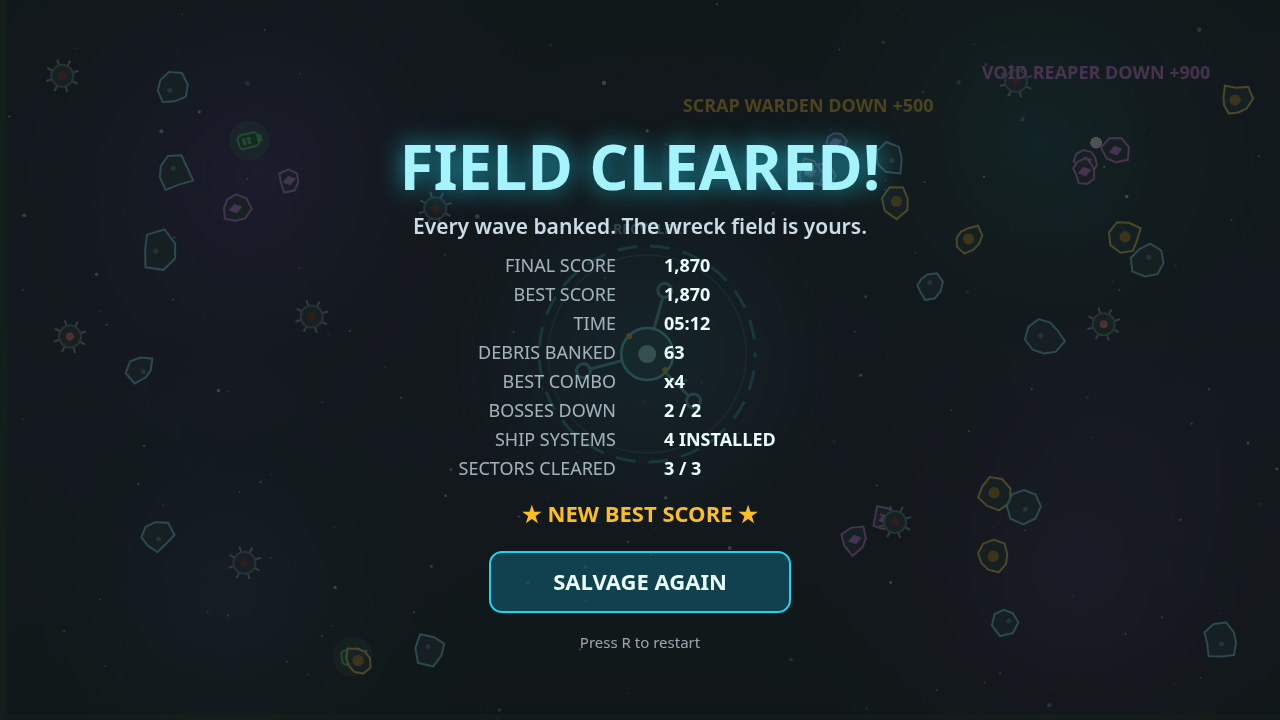 VOID REAPER DOWN +900
SCRAP WARDEN DOWN +500
FIELD CLEARED!
Every wave banked. The wreck field is yours.
FINAL SCORE 1,870
BEST SCORE 1,870
TIME 05:12
DEBRIS BANKED 63
BEST COMBO x4
BOSSES DOWN 2 / 2
SHIP SYSTEMS 4 INSTALLED
SECTORS CLEARED 3 / 3
★ NEW BEST SCORE ★
SALVAGE AGAIN
Press R to restart